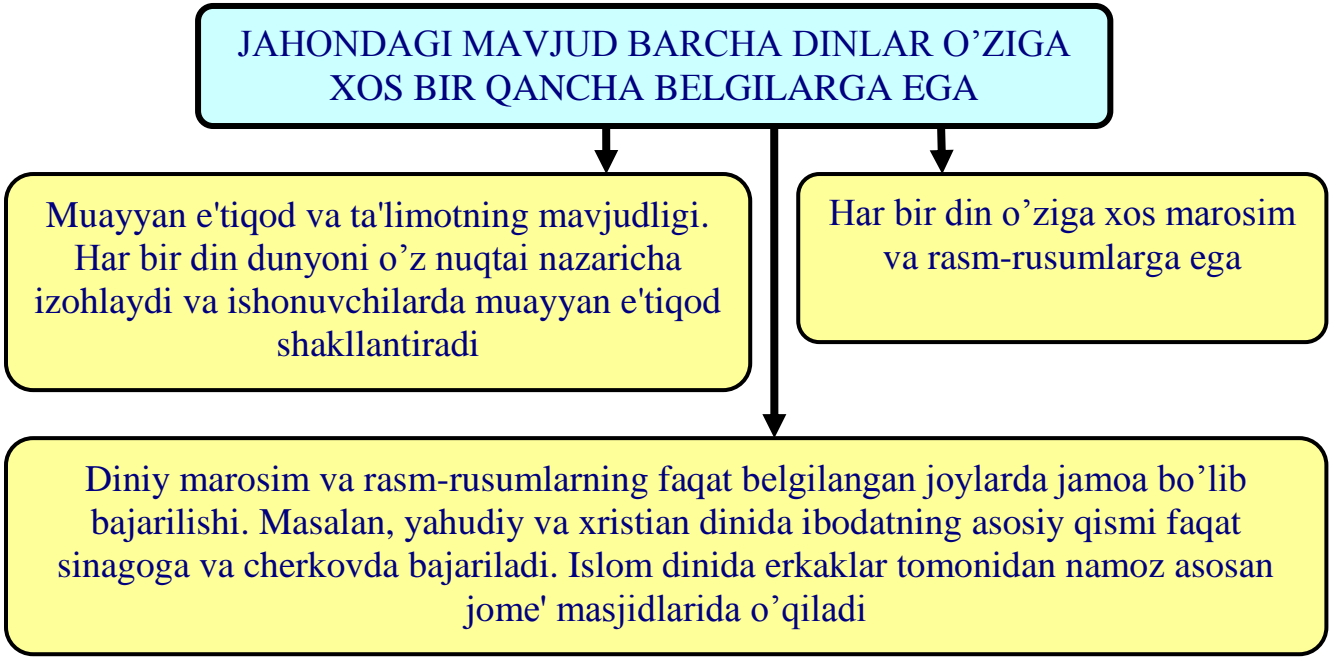 JAHONDAGI MAVJUD BARCHA DINLAR O’ZIGA
XOS BIR QANCHA BELGILARGA EGA
Muayyan e'tiqod va ta'limotning mavjudligi.
Har bir din dunyoni o’z nuqtai nazaricha
izohlaydi va ishonuvchilarda muayyan e'tiqod
shakllantiradi
Har bir din o’ziga xos marosim
va rasm-rusumlarga ega
Diniy marosim va rasm-rusumlarning faqat belgilangan joylarda jamoa bo’lib
bajarilishi. Masalan, yahudiy va xristian dinida ibodatning asosiy qismi faqat
sinagoga va cherkovda bajariladi. Islom dinida erkaklar tomonidan namoz asosan
jome' masjidlarida o’qiladi